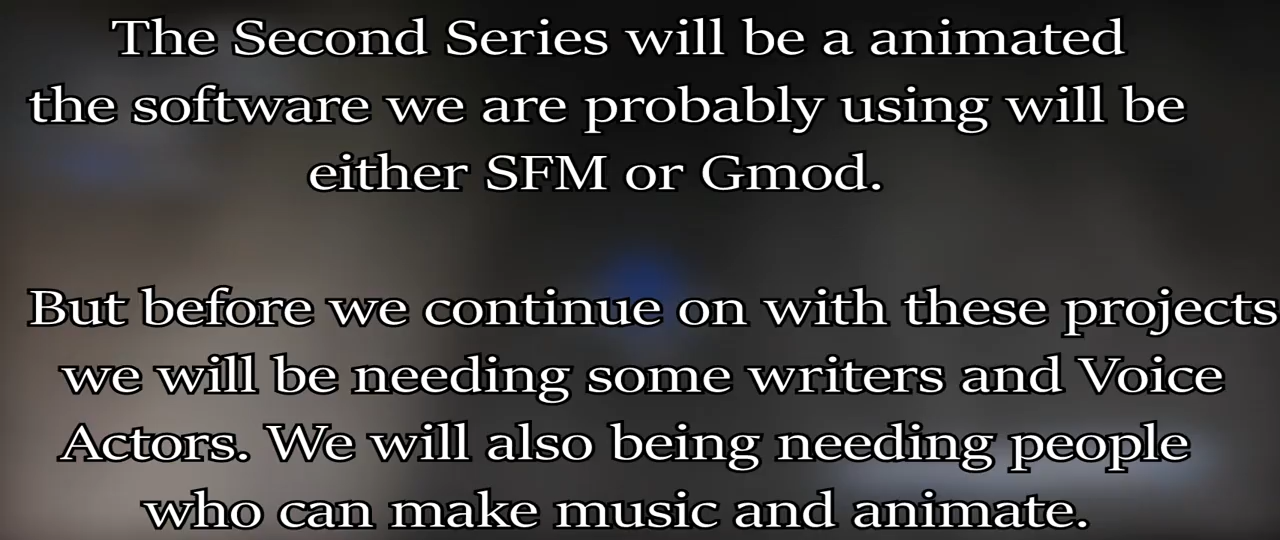 The Second Series will be a animated
the software we are probably using will be
either SFM or Gmod.
But before we continue on with these projects
we will be needing some writers and Voice
Actors. We will also being needing people
who can make music and animate.